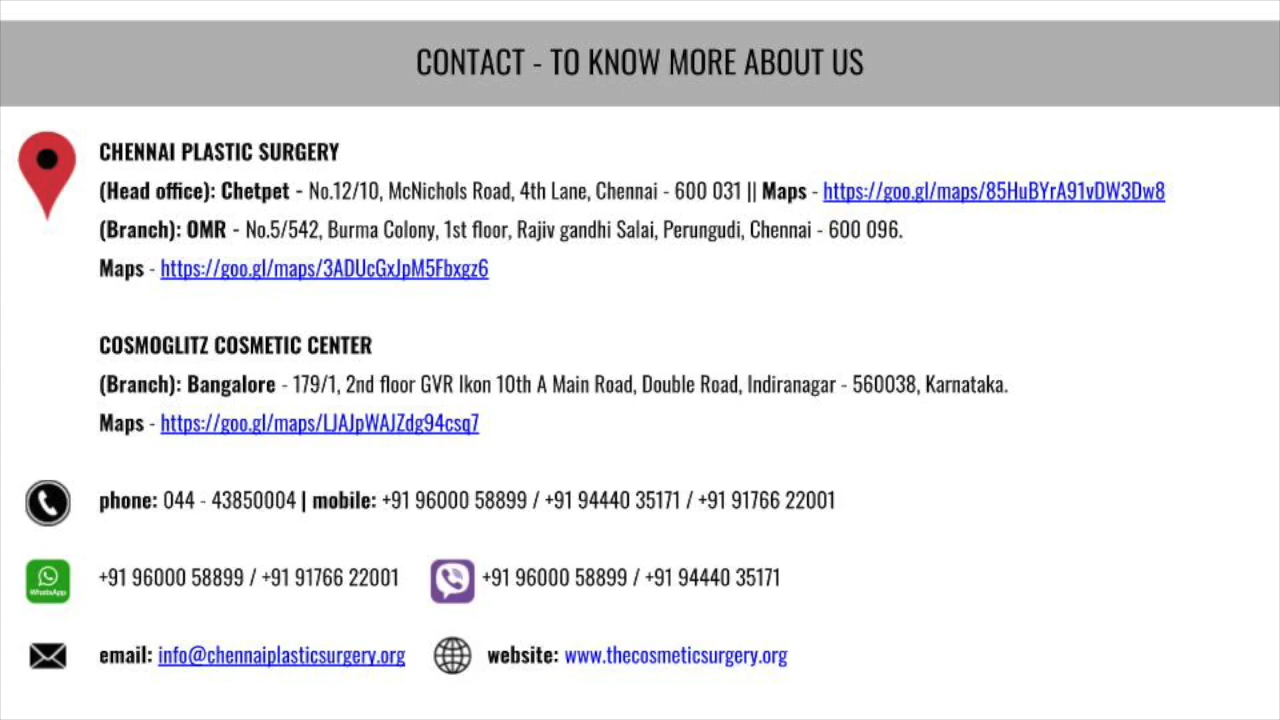 CONTACT - TO KNOW MORE ABOUT US
CHENNAI PLASTIC SURGERY
(Head office): Chetpet - No.12/10, McNichols Road, 4th Lane, Chennai - 600 031 || Maps - https://goo.gl/maps/85HuBYrA91vDW3Dw8
(Branch): OMR - No.5/542, Burma Colony, 1st floor, Rajiv gandhi Salai, Perungudi, Chennai - 600 096.
Maps - https://goo.gl/maps/3ADUcGxJpM5Fbxgz6
COSMOGLITZ COSMETIC CENTER
(Branch): Bangalore - 179/1, 2nd floor GVR Ikon 10th A Main Road, Double Road, Indiranagar - 560038, Karnataka.
Maps - https://goo.gl/maps/LJAJpWAJZdg94csq7
phone: 044 - 43850004 | mobile: +91 96000 58899 / +91 94440 35171 / +91 91766 22001
WhatsApp +91 96000 58899 / +91 91766 22001 +91 96000 58899 / +91 94440 35171
email: info@chennaiplasticsurgery.org website: www.thecosmeticsurgery.org